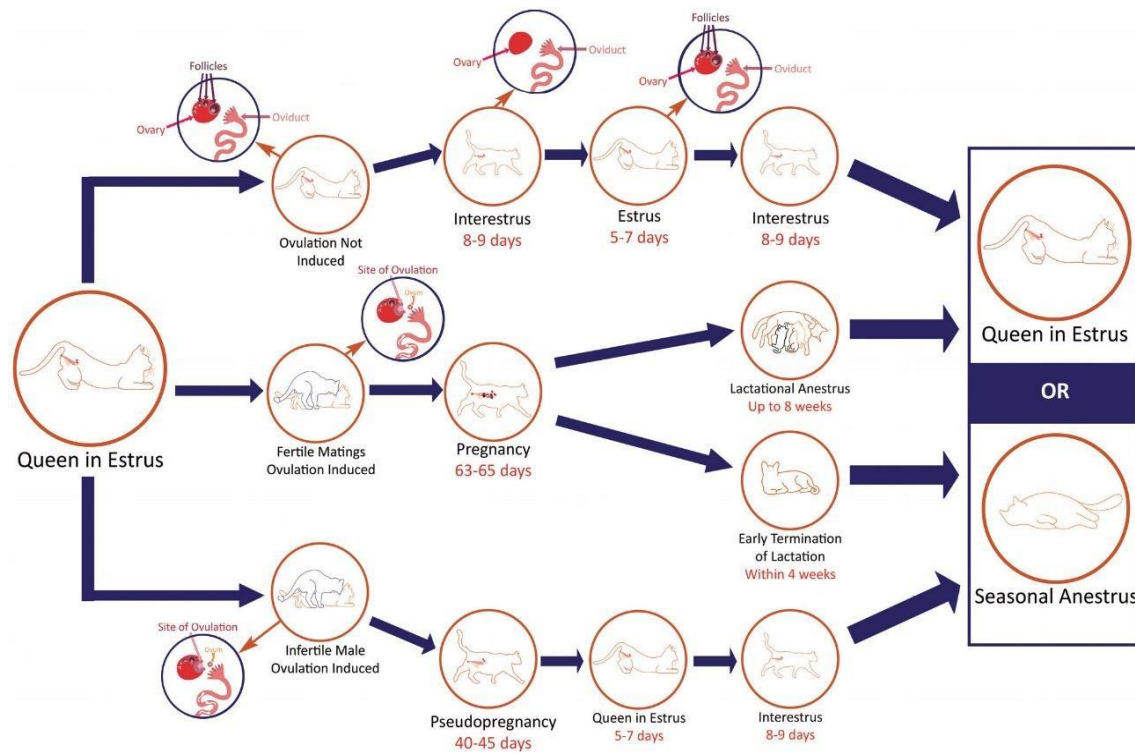 Follicles
Ovary
Oviduct
Ovary
Oviduct
Follicles
Ovary
Oviduct
Ovulation Not
Induced
Interestrus
8-9 days
Estrus
5-7 days
Interestrus
8-9 days
Queen in Estrus
Site of Ovulation
Ovum
Fertile Matings
Ovulation Induced
Pregnancy
63-65 days
Lactational Anestrus
Up to 8 weeks
Early Termination
of Lactation
Within 4 weeks
Site of Ovulation
Ovum
Infertile Male
Ovulation Induced
Pseudopregnancy
40-45 days
Queen in Estrus
5-7 days
Interestrus
8-9 days
Queen in Estrus
OR
Seasonal Anestrus